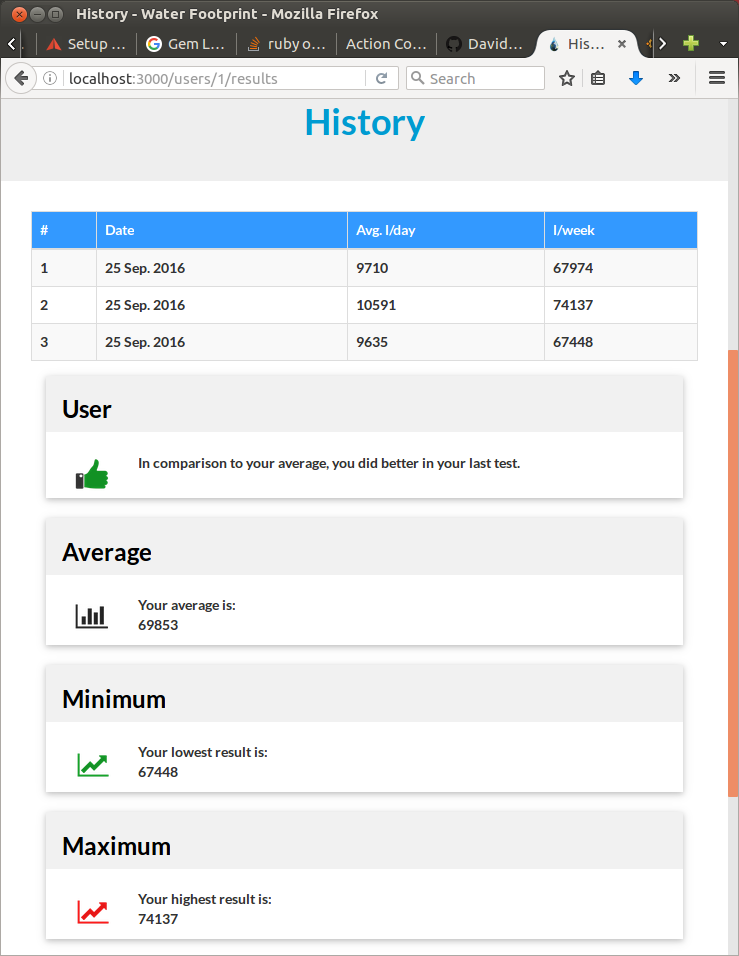 History - Water Footprint - Mozilla Firefox
Setup ...
Gem L...
ruby o...
Action Co...
David...
His...
localhost:3000/users/1/results
Search
History
# Date Avg. l/day l/week
1 25 Sep. 2016 9710 67974
2 25 Sep. 2016 10591 74137
3 25 Sep. 2016 9635 67448
User
In comparison to your average, you did better in your last test.
Average
Your average is:
69853
Minimum
Your lowest result is:
67448
Maximum
Your highest result is:
74137